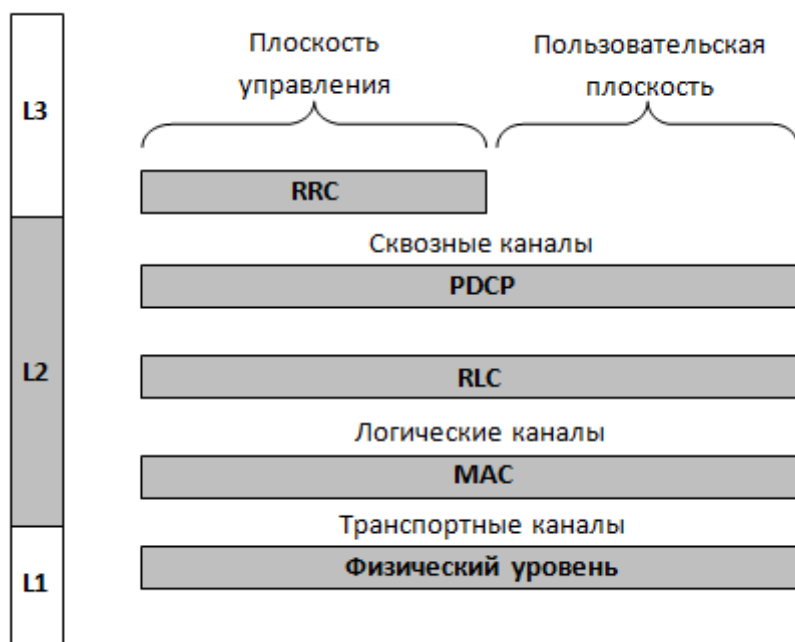 Плоскость
управления
Пользовательская
плоскость
L3
RRC
Сквозные каналы
PDCP
L2
RLC
Логические каналы
MAC
Транспортные каналы
Физический уровень
L1